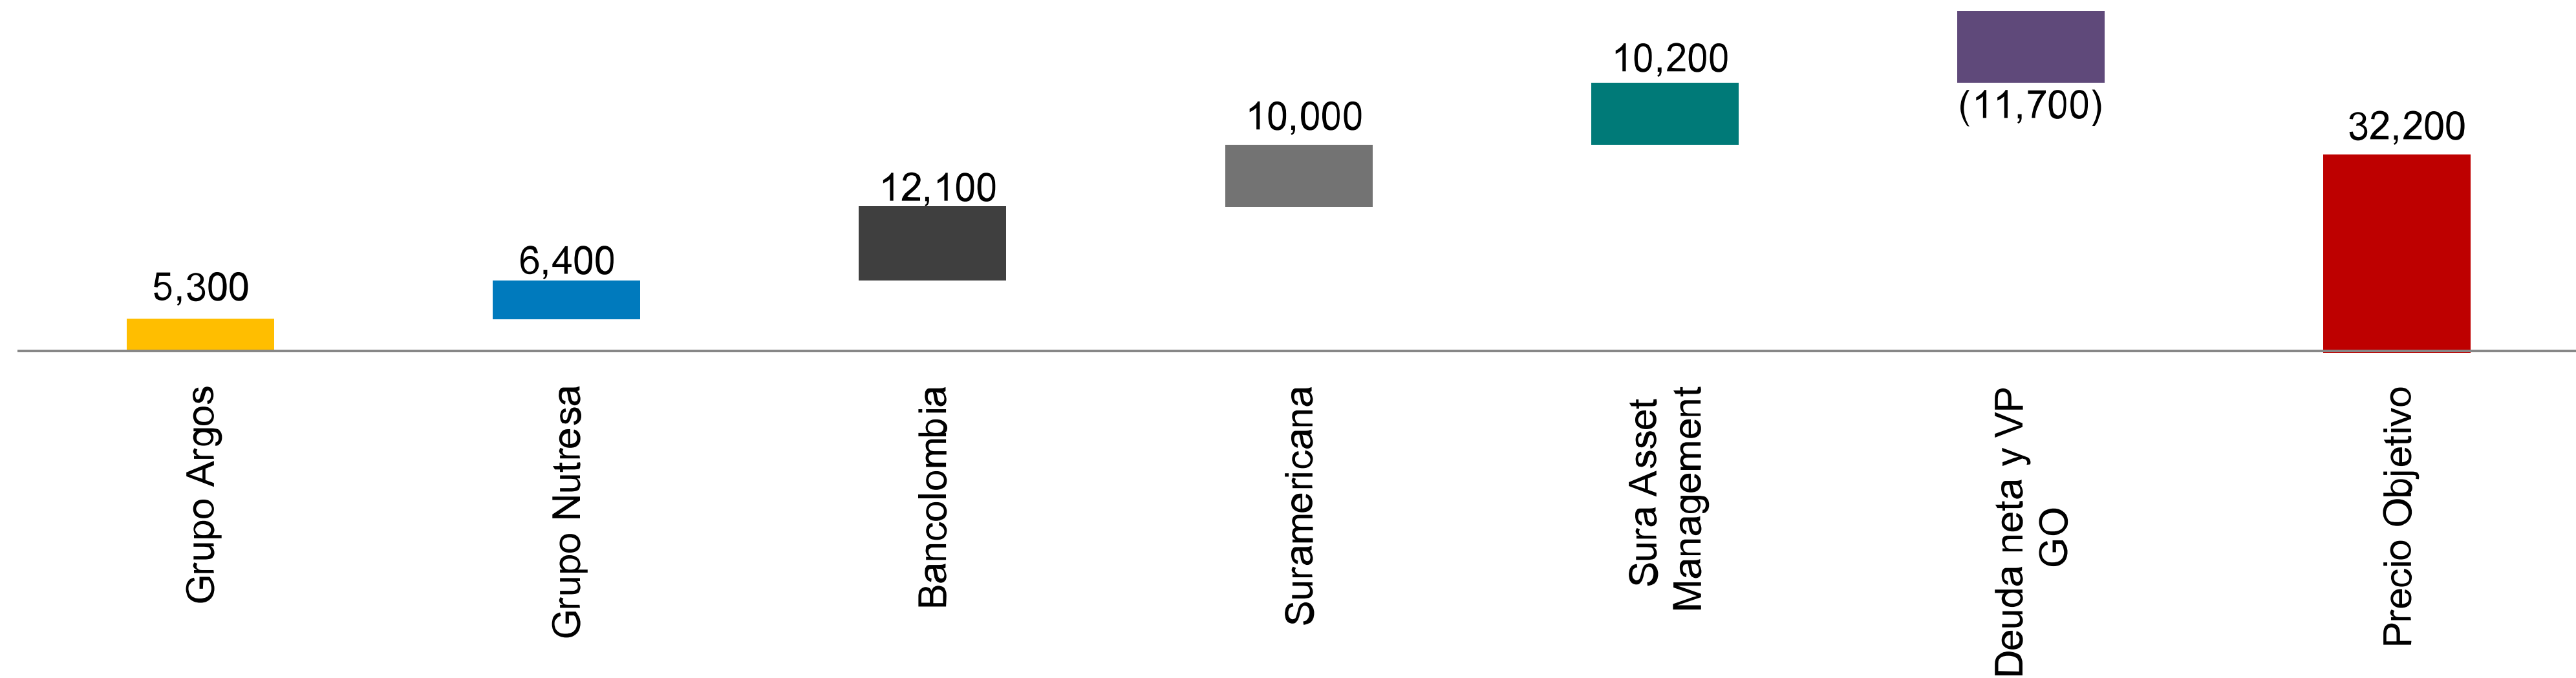 5,300
6,400
12,100
10,000
10,200
(11,700)
32,200
Grupo Argos
Grupo Nutresa
Bancolombia
Suramericana
Sura Asset
Management
Deuda neta y VP
GO
Precio Objetivo